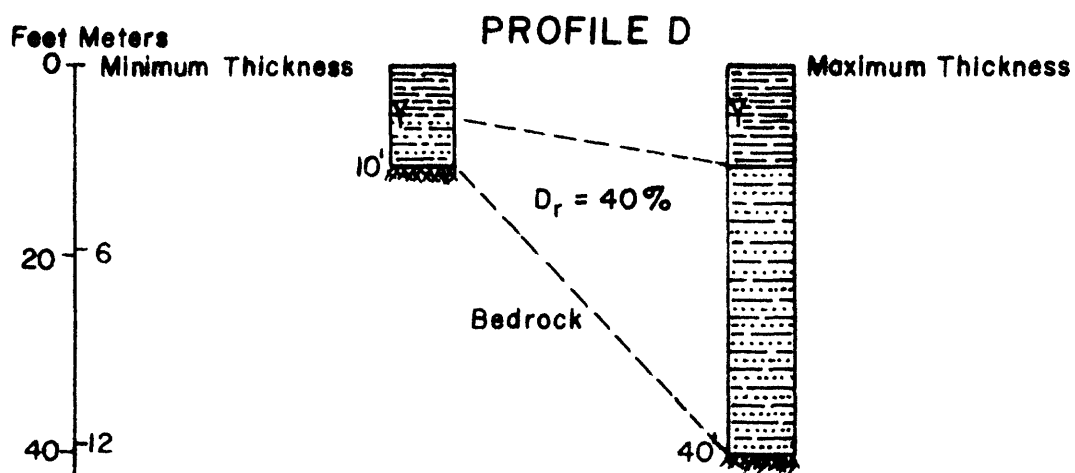 PROFILE D
Feet Meters
0 Minimum Thickness
Maximum Thickness
10'
Dr = 40%
20 6
Bedrock
40 12
40'